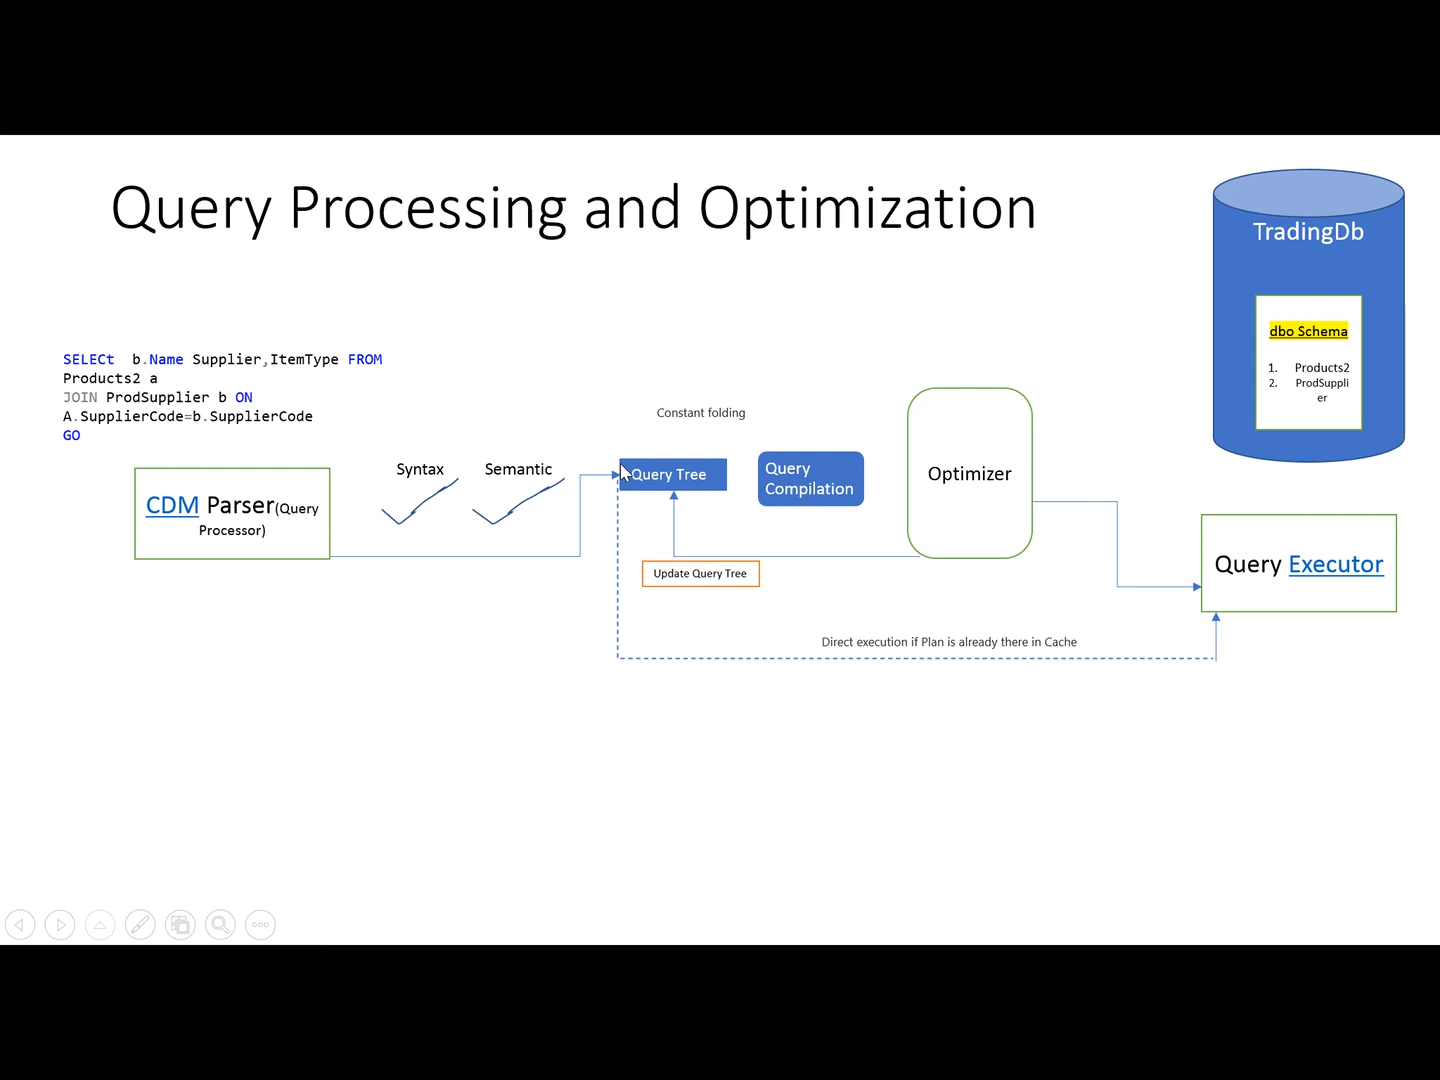 Query Processing and Optimization
TradingDb
dbo Schema
1. Products2
2. ProdSuppli
er
SELECt b.Name Supplier,ItemType FROM
Products2 a
JOIN ProdSupplier b ON
A.SupplierCode=b.SupplierCode
GO
Constant folding
Syntax
Semantic
Query Tree
Query
Compilation
Optimizer
CDM Parser(Query
Processor)
Update Query Tree
Query Executor
Direct execution if Plan is already there in Cache